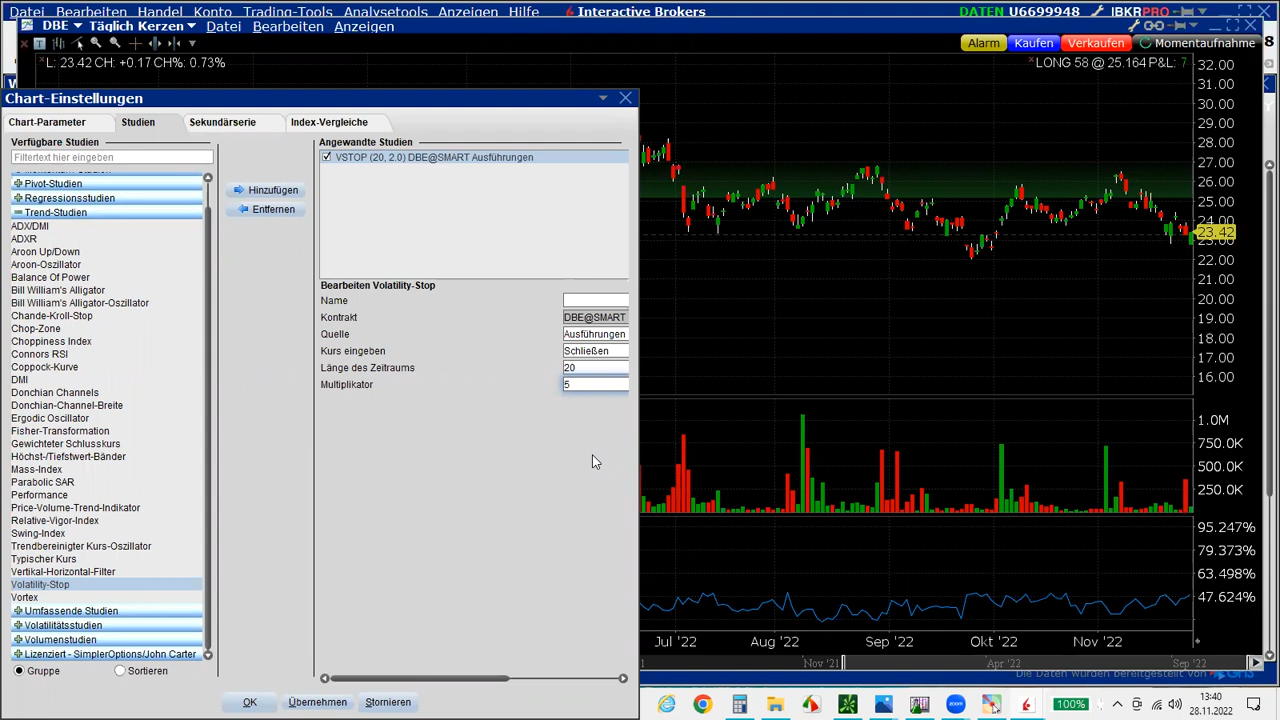 Datei Bearbeiten Handel Konto Trading-Tools Analysetools Anzeigen Hilfe Interactive Brokers DATEN U6699948 IBKRPRO
DBE Täglich Kerzen Datei Bearbeiten Anzeigen
Alarm Kaufen Verkaufen Momentaufnahme
L: 23.42 CH: +0.17 CH%: 0.73%
LONG 58 @ 25.164 P&L: 7
Chart-Einstellungen
Chart-Parameter Studien Sekundärserie Index-Vergleiche
Verfügbare Studien
Filtertext hier eingeben
Pivot-Studien
Regressionsstudien
Trend-Studien
ADX/DMI
ADXR
Aroon Up/Down
Aroon-Oszillator
Balance Of Power
Bill William's Alligator
Bill William's Alligator-Oszillator
Chande-Kroll-Stop
Chop-Zone
Choppiness Index
Connors RSI
Coppock-Kurve
DMI
Donchian Channels
Donchian-Channel-Breite
Ergodic Oscillator
Fisher-Transformation
Gewichteter Schlusskurs
Höchst-/Tiefstwert-Bänder
Mass-Index
Parabolic SAR
Performance
Price-Volume-Trend-Indikator
Relative-Vigor-Index
Swing-Index
Trendbereinigter Kurs-Oszillator
Typischer Kurs
Vertikal-Horizontal-Filter
Volatility-Stop
Vortex
Umfassende Studien
Volatilitätsstudien
Volumenstudien
Lizenziert - SimplerOptions/John Carter
Gruppe Sortieren
Hinzufügen
Entfernen
Angewandte Studien
VSTOP (20, 2.0) DBE@SMART Ausführungen
Bearbeiten Volatility-Stop
Name
Kontrakt DBE@SMART
Quelle Ausführungen
Kurs eingeben Schließen
Länge des Zeitraums 20
Multiplikator 5
OK Übernehmen Stornieren
32.00
31.00
30.00
29.00
28.00
27.00
26.00
25.00
24.00
23.42
23.00
22.00
21.00
20.00
19.00
18.00
17.00
16.00
1.0M
750.0K
500.0K
250.0K
95.247%
79.373%
63.498%
47.624%
Jul '22 Aug '22 Sep '22 Okt '22 Nov '22
Nov '21 Apr '22 Sep '22
Die Daten wurden bereitgestellt von
zoom
100%
13:40
28.11.2022